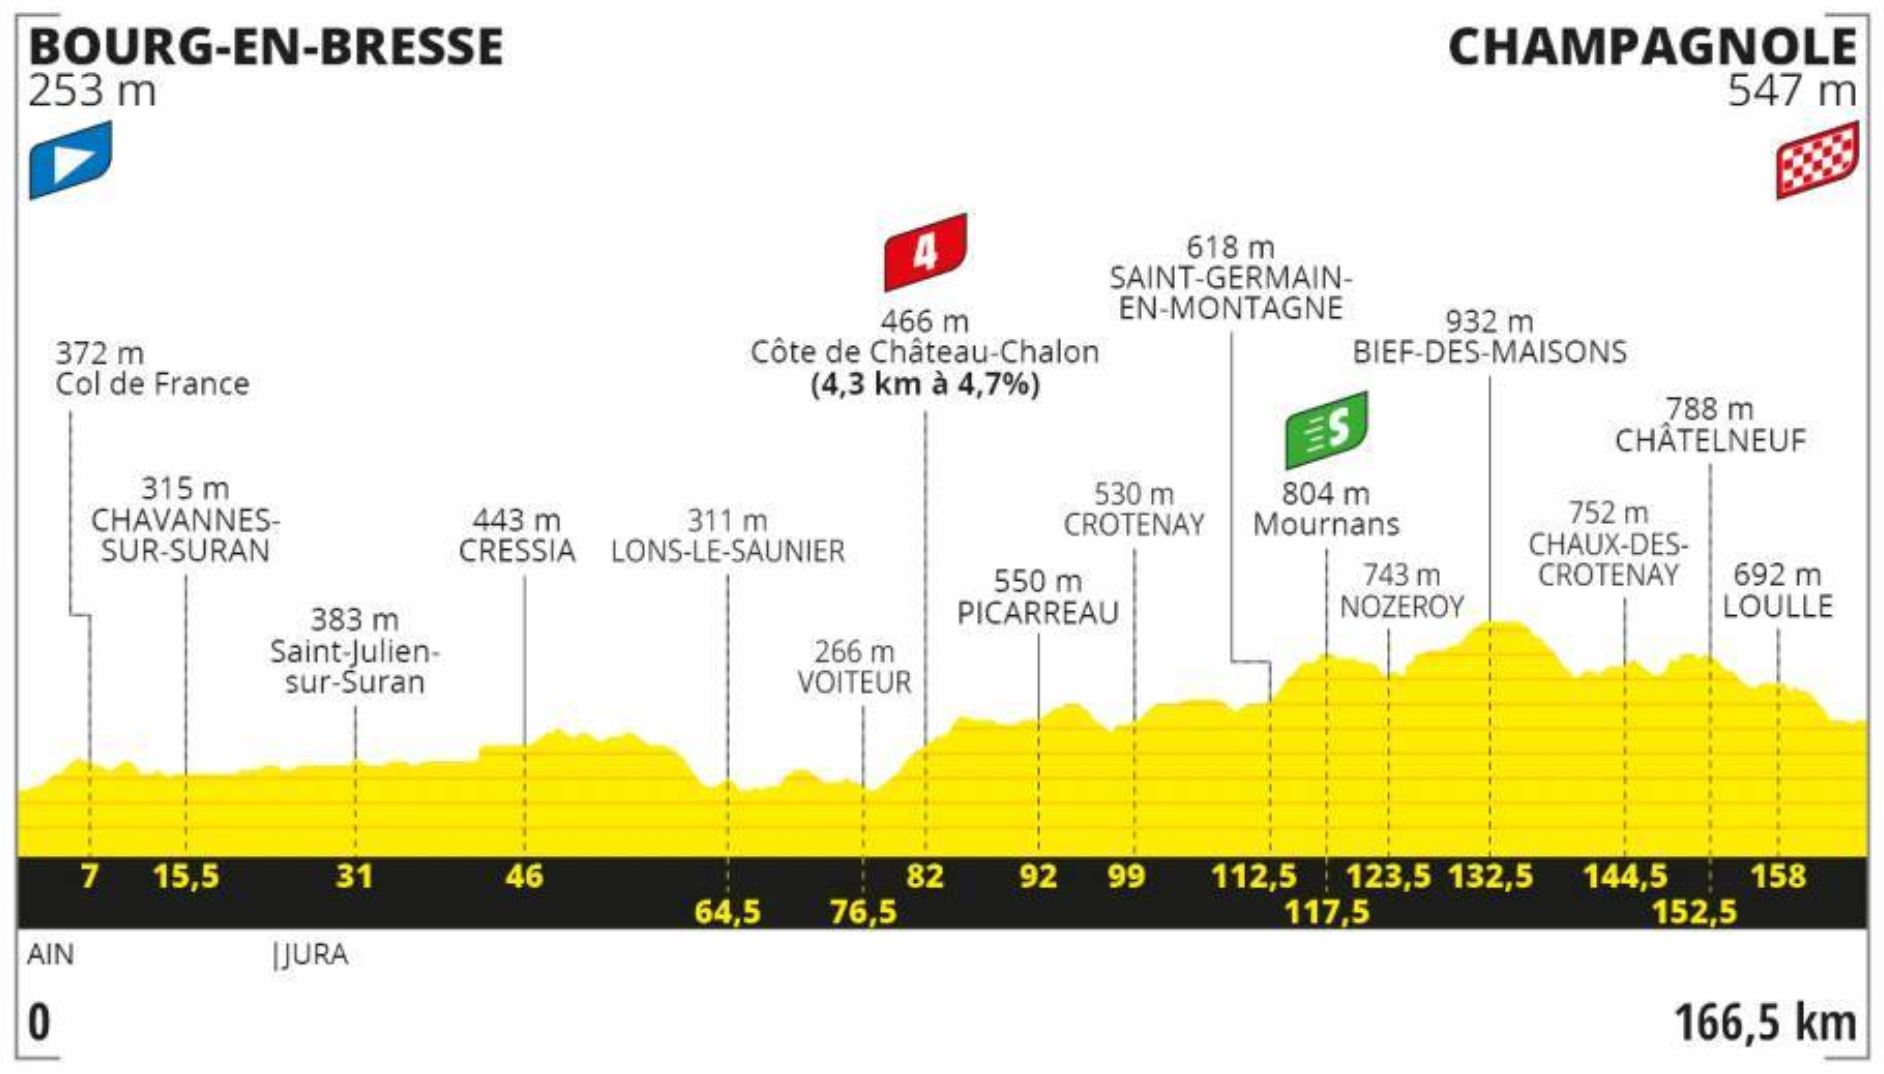 BOURG-EN-BRESSE
253 m
CHAMPAGNOLE
547 m
4
466 m
Côte de Château-Chalon
(4,3 km à 4,7%)
618 m
SAINT-GERMAIN-
EN-MONTAGNE
932 m
BIEF-DES-MAISONS
372 m
Col de France
S
788 m
CHÂTELNEUF
315 m
CHAVANNES-
SUR-SURAN
443 m
CRESSIA
311 m
LONS-LE-SAUNIER
530 m
CROTENAY
804 m
Mournans
752 m
CHAUX-DES-
CROTENAY
383 m
Saint-Julien-
sur-Suran
266 m
VOITEUR
550 m
PICARREAU
743 m
NOZEROY
692 m
LOULLE
7 15,5 31 46 82 92 99 112,5 123,5 132,5 144,5 158
64,5 76,5 117,5 152,5
AIN |JURA
0 166,5 km